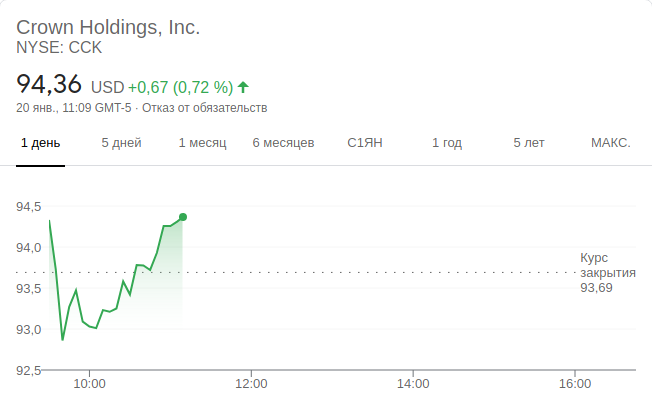 Crown Holdings, Inc.
NYSE: CCK
94,36 USD +0,67 (0,72 %)
20 янв., 11:09 GMT-5 · Отказ от обязательств
1 день 5 дней 1 месяц 6 месяцев С1ЯН 1 год 5 лет МАКС.
94,5
94,0
Курс
закрытия
93,69
93,5
93,0
92,5
10:00 12:00 14:00 16:00